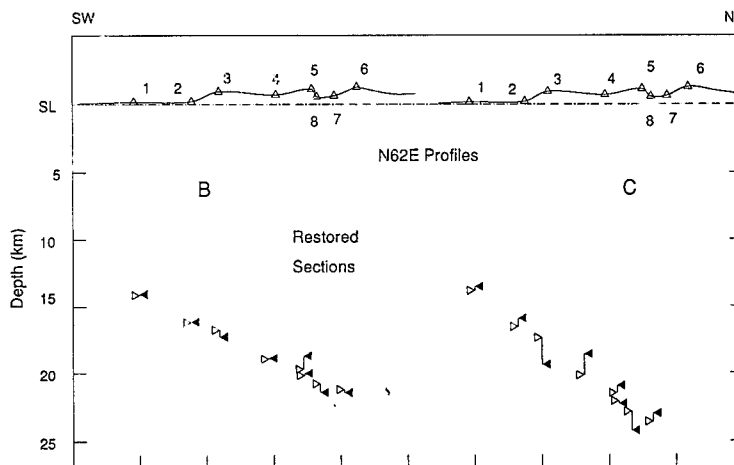 SW N
1 2 3 4 5 6 1 2 3 4 5 6
SL
8 7 8 7
N62E Profiles
5
B C
10 Restored
Sections
Depth (km)
15
20
25